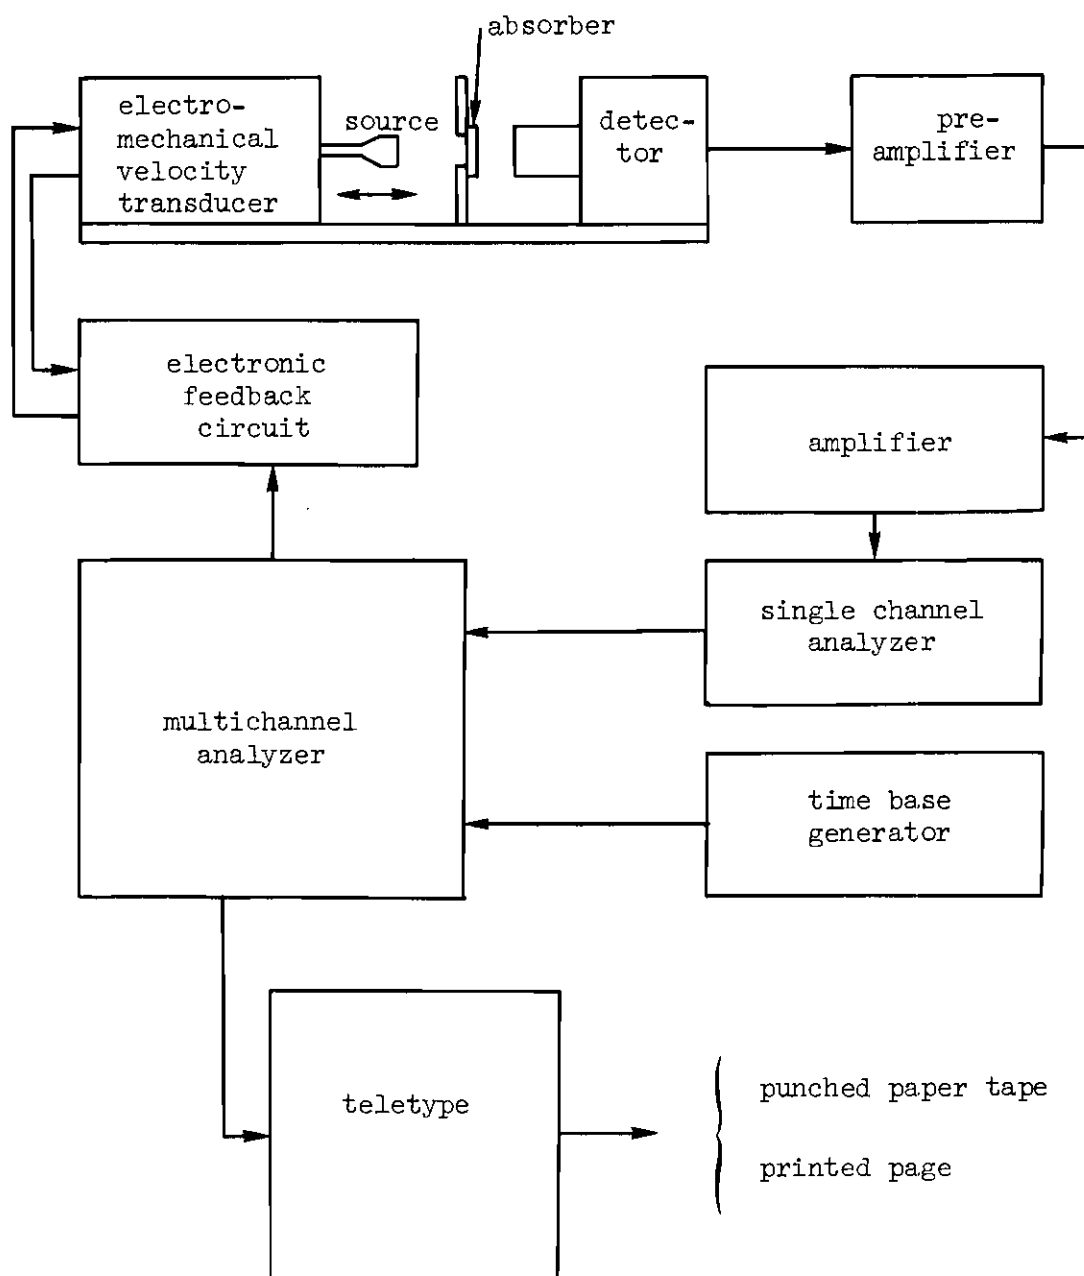 absorber
electro-
mechanical
velocity
transducer
source
detec-
tor
pre-
amplifier
electronic
feedback
circuit
amplifier
single channel
analyzer
multichannel
analyzer
time base
generator
teletype
punched paper tape
printed page